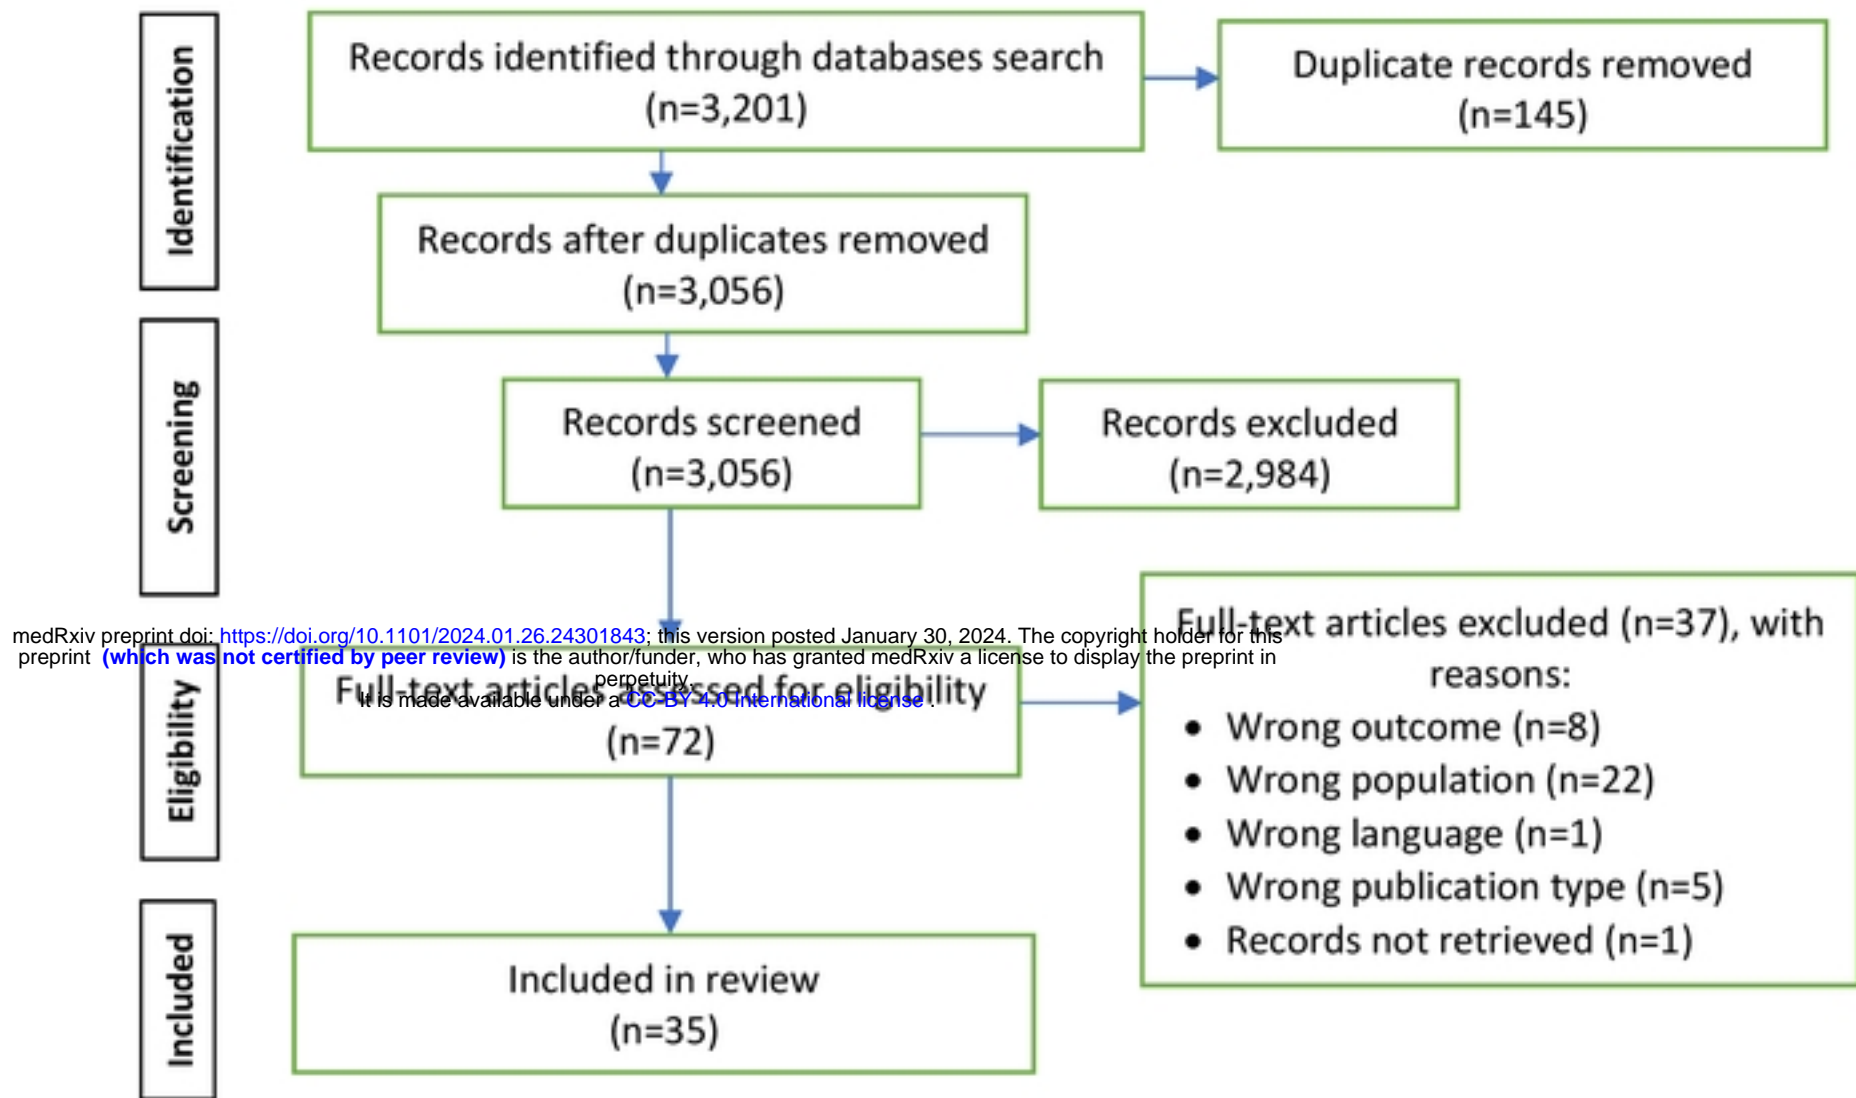 Identification
Records identified through databases search
(n=3,201)
Duplicate records removed
(n=145)
Records after duplicates removed
(n=3,056)
Screening
Records screened
(n=3,056)
Records excluded
(n=2,984)
medRxiv preprint doi: https://doi.org/10.1101/2024.01.26.24301843; this version posted January 30, 2024. The copyright holder for this
preprint (which was not certified by peer review) is the author/funder, who has granted medRxiv a license to display the preprint in
perpetuity.
It is made available under a CC-BY 4.0 International license .
Eligibility
Full-text articles assessed for eligibility
(n=72)
Full-text articles excluded (n=37), with
reasons:
• Wrong outcome (n=8)
• Wrong population (n=22)
• Wrong language (n=1)
• Wrong publication type (n=5)
• Records not retrieved (n=1)
Included
Included in review
(n=35)